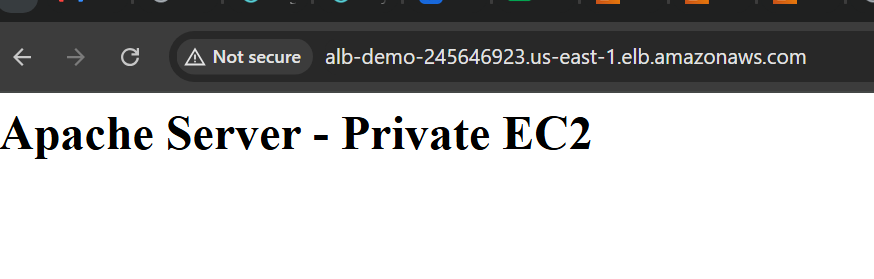 Not secure
alb-demo-245646923.us-east-1.elb.amazonaws.com
Apache Server - Private EC2